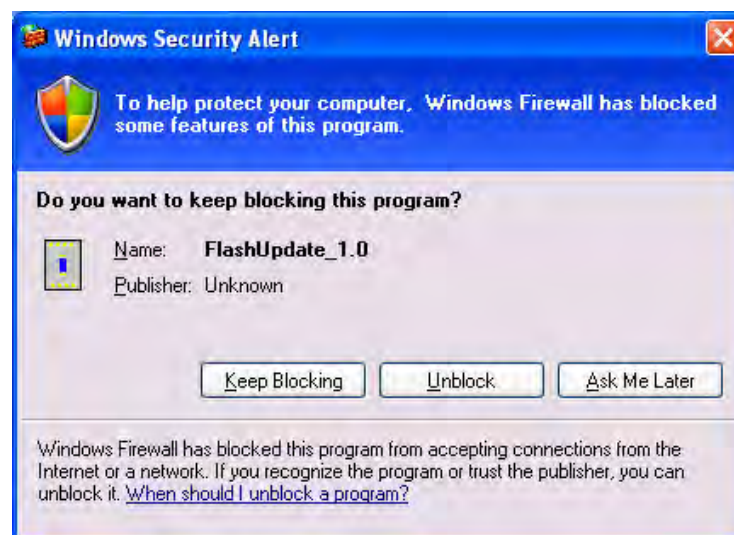 Windows Security Alert
To help protect your computer, Windows Firewall has blocked
some features of this program.
Do you want to keep blocking this program?
Name: FlashUpdate_1.0
Publisher: Unknown
Keep Blocking Unblock Ask Me Later
Windows Firewall has blocked this program from accepting connections from the
Internet or a network. If you recognize the program or trust the publisher, you can
unblock it. When should I unblock a program?